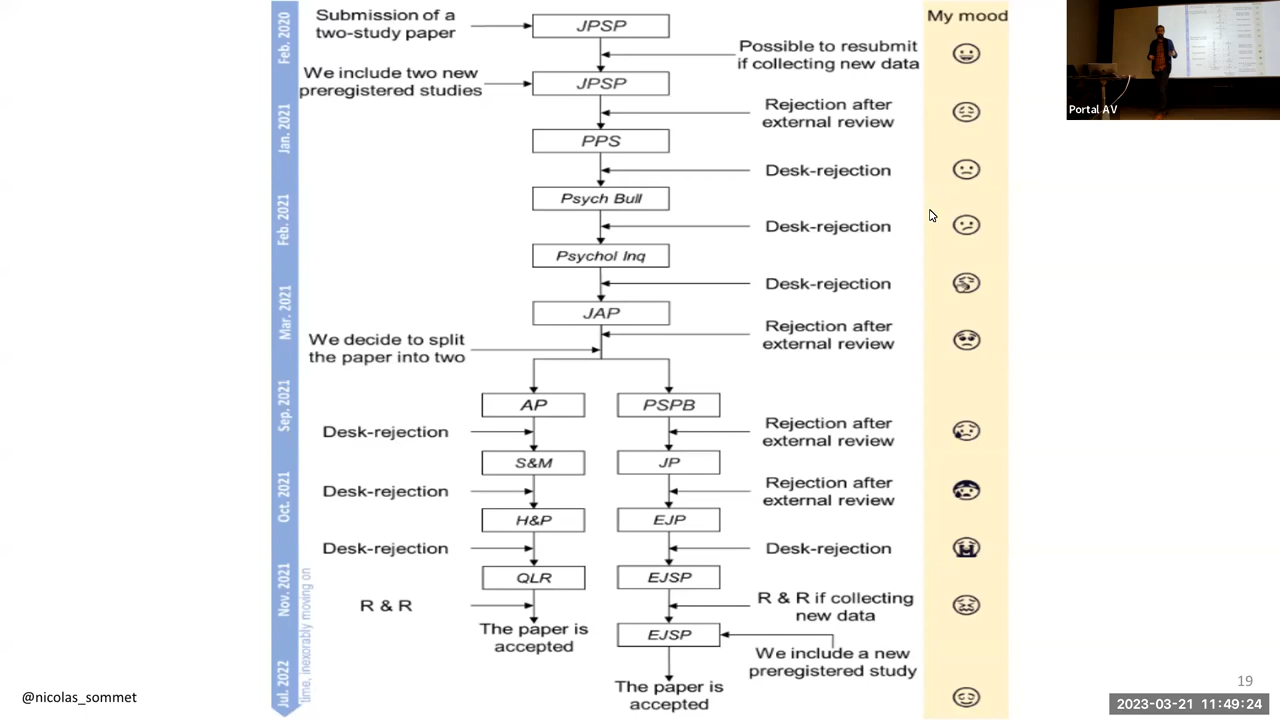 Submission of a
two-study paper
JPSP
My mood
Feb. 2020
Possible to resubmit
if collecting new data
We include two new
preregistered studies
JPSP
Rejection after
external review
Jan. 2021
PPS
Desk-rejection
Psych Bull
Feb. 2021
Desk-rejection
Psychol Inq
Desk-rejection
Mar. 2021
JAP
Rejection after
external review
We decide to split
the paper into two
Sep. 2021
AP
PSPB
Desk-rejection
Rejection after
external review
S&M
JP
Oct. 2021
Desk-rejection
Rejection after
external review
H&P
EJP
Desk-rejection
Desk-rejection
Nov. 2021
QLR
EJSP
R & R
R & R if collecting
new data
The paper is
accepted
EJSP
We include a new
preregistered study
time, inexorably moving on
Jul. 2022
The paper is
accepted
Portal AV
@nicolas_sommet
19
2023-03-21 11:49:24